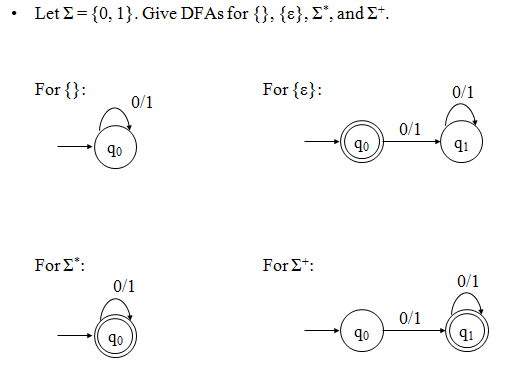 • Let Σ = {0, 1}. Give DFAs for {}, {ε}, Σ*, and Σ+.
For {}:
0/1
q0
For {ε}:
0/1
0/1
q0
q1
For Σ*:
0/1
q0
For Σ+:
0/1
0/1
q0
q1